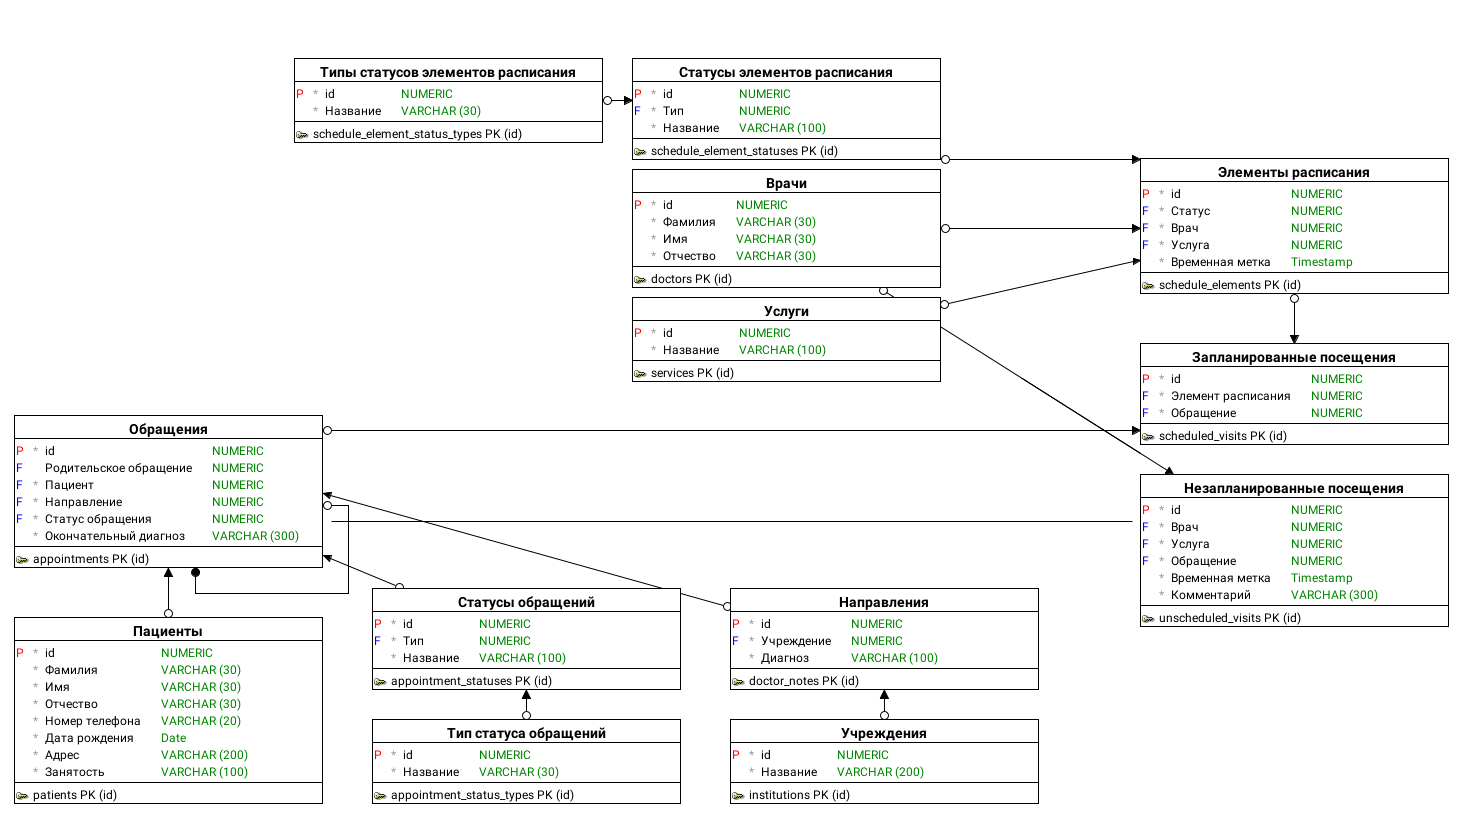 Типы статусов элементов расписания
P * id NUMERIC
* Название VARCHAR (30)
schedule_element_status_types PK (id)
Статусы элементов расписания
P * id NUMERIC
F * Тип NUMERIC
* Название VARCHAR (100)
schedule_element_statuses PK (id)
Врачи
P * id NUMERIC
* Фамилия VARCHAR (30)
* Имя VARCHAR (30)
* Отчество VARCHAR (30)
doctors PK (id)
Услуги
P * id NUMERIC
* Название VARCHAR (100)
services PK (id)
Элементы расписания
P * id NUMERIC
F * Статус NUMERIC
F * Врач NUMERIC
F * Услуга NUMERIC
* Временная метка Timestamp
schedule_elements PK (id)
Запланированные посещения
P * id NUMERIC
F * Элемент расписания NUMERIC
F * Обращение NUMERIC
scheduled_visits PK (id)
Обращения
P * id NUMERIC
F Родительское обращение NUMERIC
F * Пациент NUMERIC
F * Направление NUMERIC
F * Статус обращения NUMERIC
* Окончательный диагноз VARCHAR (300)
appointments PK (id)
Незапланированные посещения
P * id NUMERIC
F * Врач NUMERIC
F * Услуга NUMERIC
F * Обращение NUMERIC
* Временная метка Timestamp
* Комментарий VARCHAR (300)
unscheduled_visits PK (id)
Пациенты
P * id NUMERIC
* Фамилия VARCHAR (30)
* Имя VARCHAR (30)
* Отчество VARCHAR (30)
* Номер телефона VARCHAR (20)
* Дата рождения Date
* Адрес VARCHAR (200)
* Занятость VARCHAR (100)
patients PK (id)
Статусы обращений
P * id NUMERIC
F * Тип NUMERIC
* Название VARCHAR (100)
appointment_statuses PK (id)
Направления
P * id NUMERIC
F * Учреждение NUMERIC
* Диагноз VARCHAR (100)
doctor_notes PK (id)
Тип статуса обращений
P * id NUMERIC
* Название VARCHAR (30)
appointment_status_types PK (id)
Учреждения
P * id NUMERIC
* Название VARCHAR (200)
institutions PK (id)